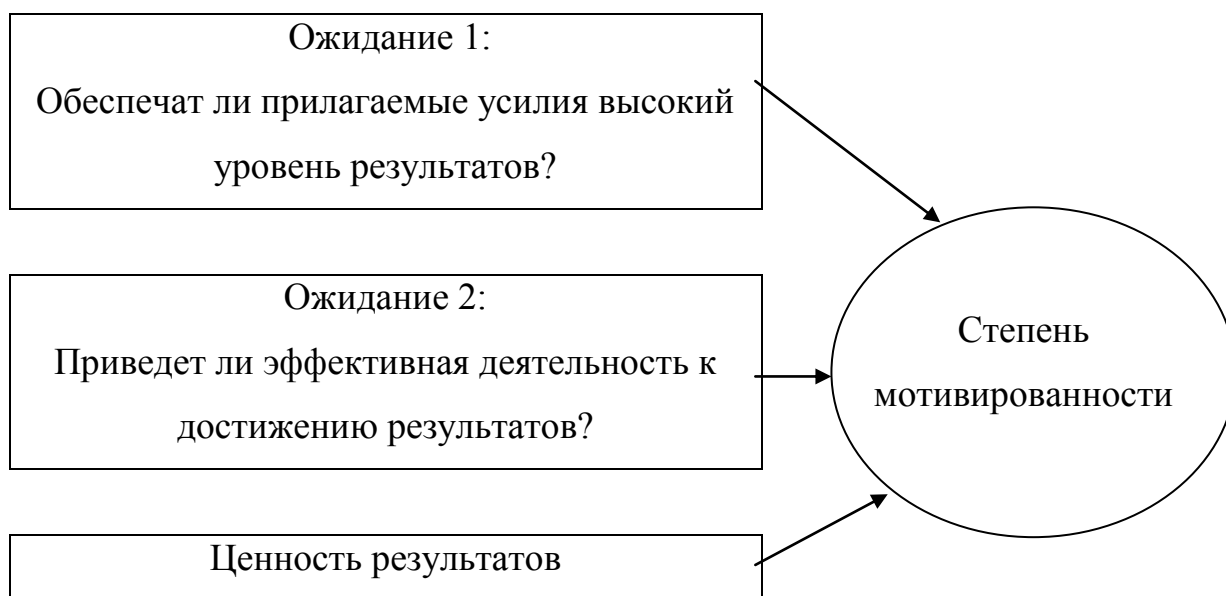 Ожидание 1:
Обеспечат ли прилагаемые усилия высокий
уровень результатов?
Ожидание 2:
Приведет ли эффективная деятельность к
достижению результатов?
Ценность результатов
Степень
мотивированности